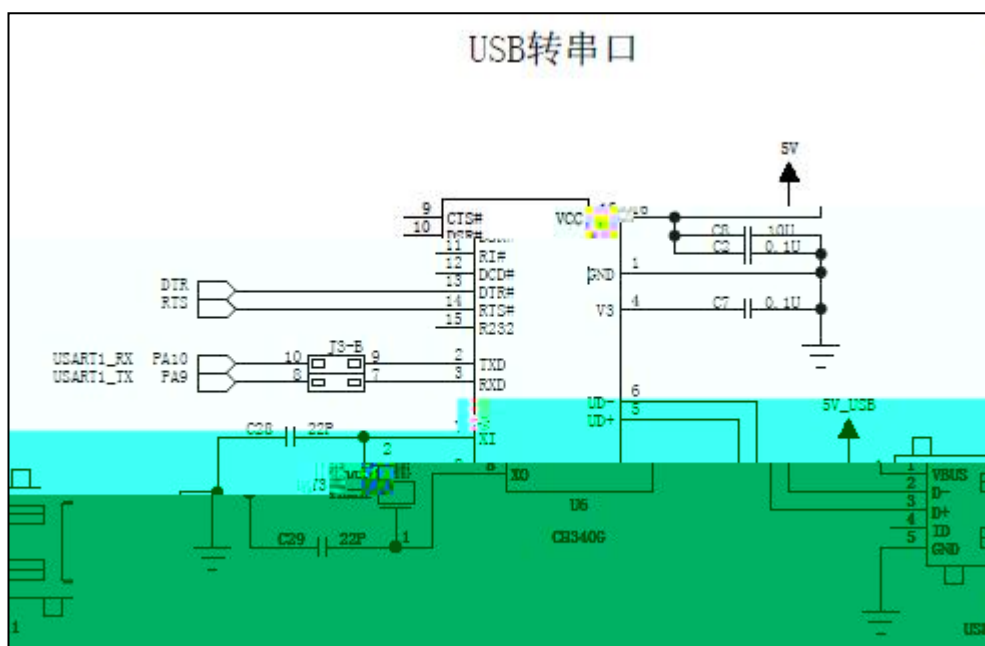 USB转串口
5V
9 CTS# VCC
10 DSR#
C8 10U
11 RI# C2 0.1U
12 DCD# GND 1
DTR 13 DTR#
RTS 14 RTS# V3 4 C7 0.1U
15 R232
J3-B
USART1_RX PA10 10 9 2 TXD
USART1_TX PA9 8 7 3 RXD
UD- 6
UD+ 5 5V_USB
C28 22P XI
2
XO 1 VBUS
2 D-
U6 3 D+
4 ID
C29 22P 1 CH340G 5 GND
1